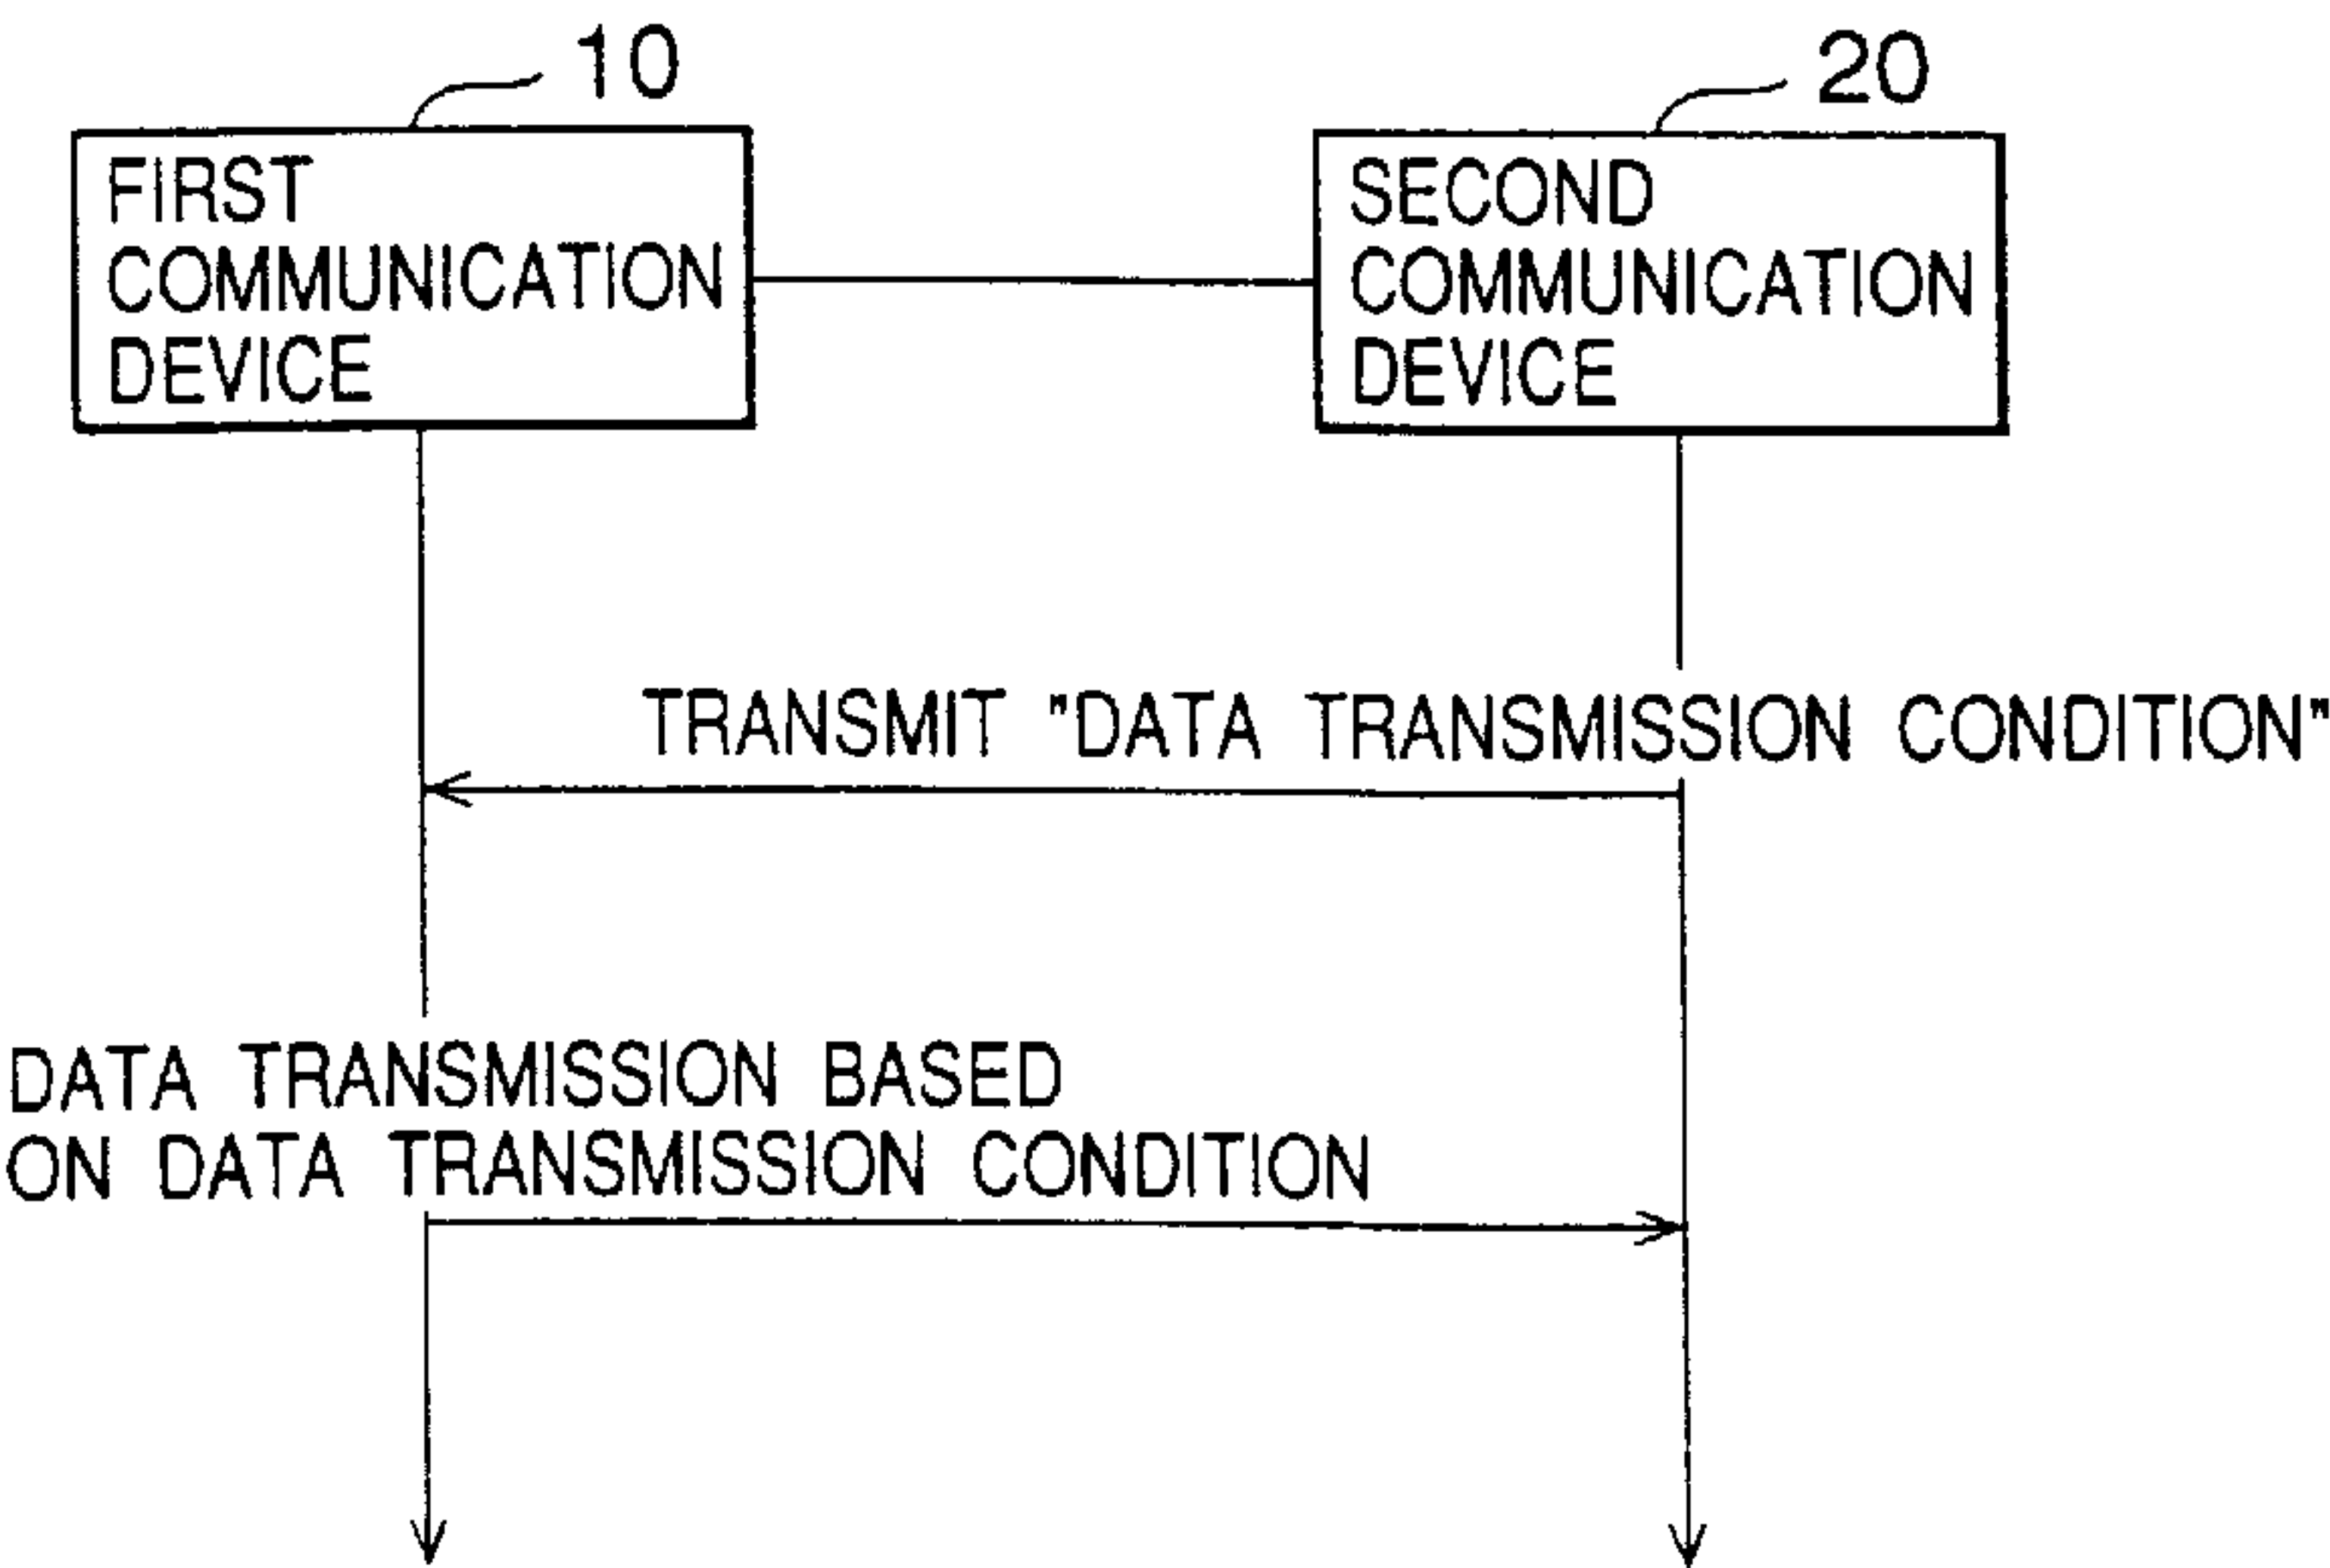 10
20
FIRST
COMMUNICATION
DEVICE
SECOND
COMMUNICATION
DEVICE
TRANSMIT "DATA TRANSMISSION CONDITION"
DATA TRANSMISSION BASED
ON DATA TRANSMISSION CONDITION